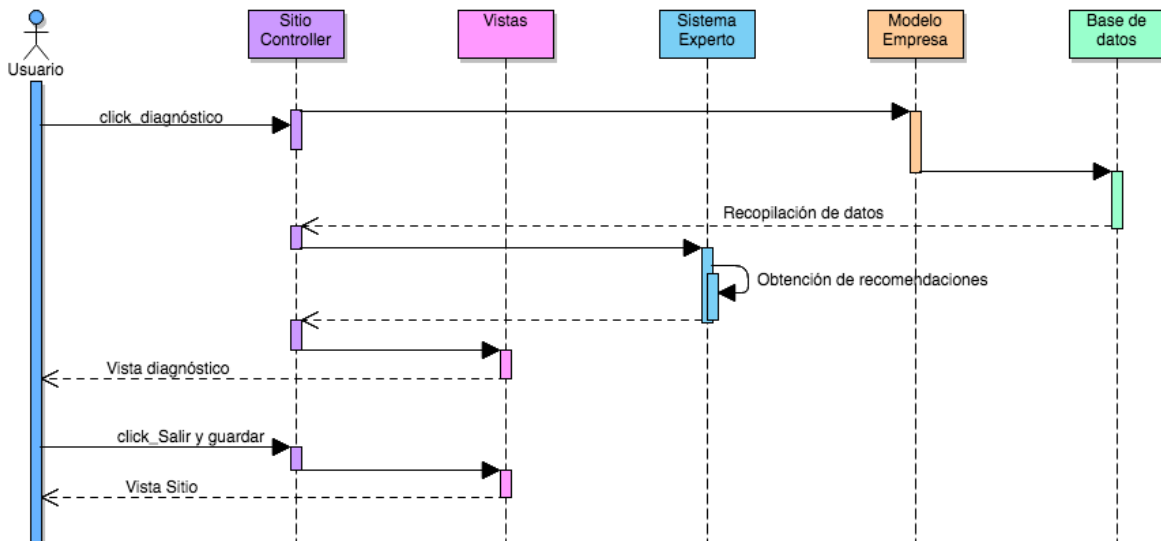 Usuario
Sitio
Controller
Vistas
Sistema
Experto
Modelo
Empresa
Base de
datos
click_diagnóstico
Recopilación de datos
Obtención de recomendaciones
Vista diagnóstico
click_Salir y guardar
Vista Sitio